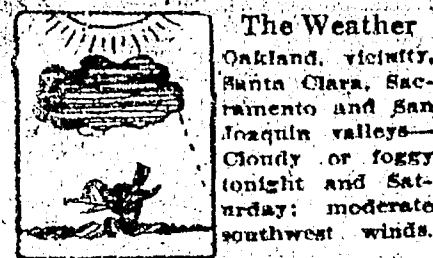 The Weather
Oakland, vicinity,
Santa Clara, Sac-
ramento and San
Joaquin valleys—
Cloudy or foggy
tonight and Sat-
urday; moderate
southwest winds.